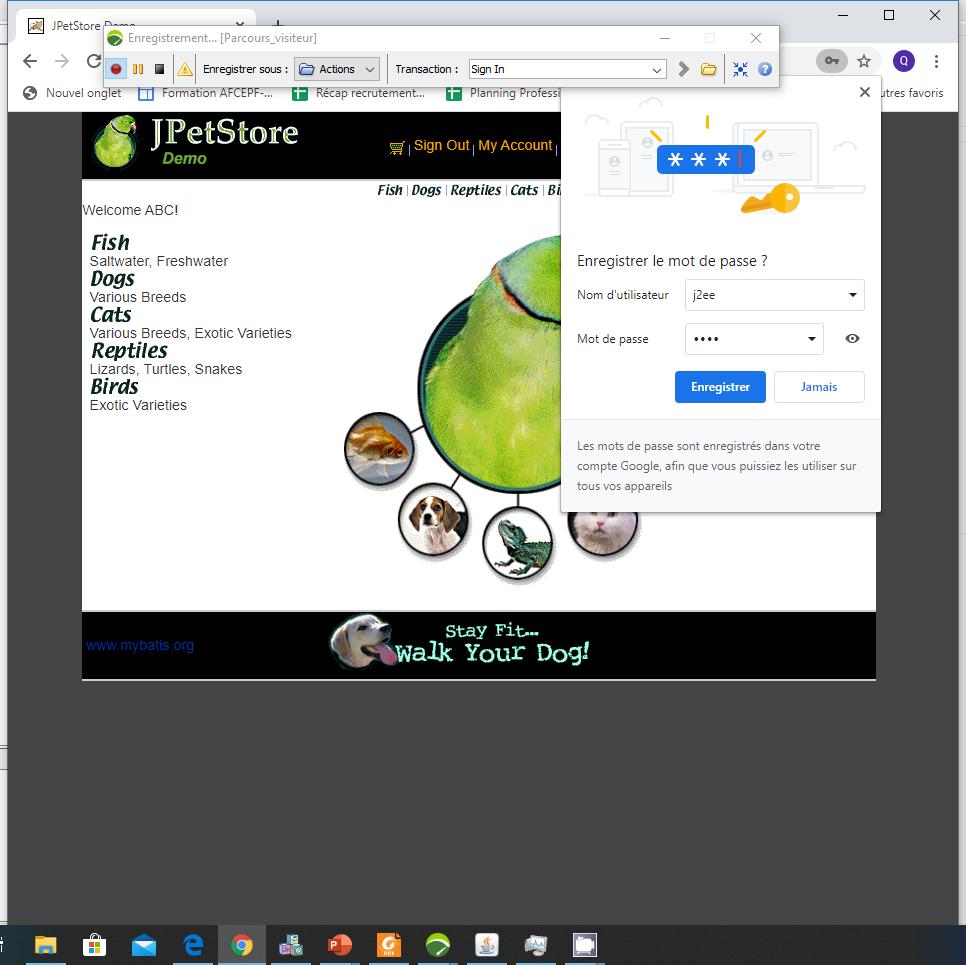 JPetStore Demo
Enregistrement... [Parcours_visiteur]
Enregistrer sous : Actions Transaction : Sign In
Q
Nouvel onglet Formation AFCEPF-... Récap recrutement... Planning Professi utres favoris
JPetStore
Demo
Sign Out | My Account |
Fish | Dogs | Reptiles | Cats |
Welcome ABC!
Fish
Saltwater, Freshwater
Dogs
Various Breeds
Cats
Various Breeds, Exotic Varieties
Reptiles
Lizards, Turtles, Snakes
Birds
Exotic Varieties
* * * |
Enregistrer le mot de passe ?
Nom d'utilisateur j2ee
Mot de passe ••••
Enregistrer Jamais
Les mots de passe sont enregistrés dans votre
compte Google, afin que vous puissiez les utiliser sur
tous vos appareils
www.mybatis.org
Stay Fit...
Walk Your Dog!